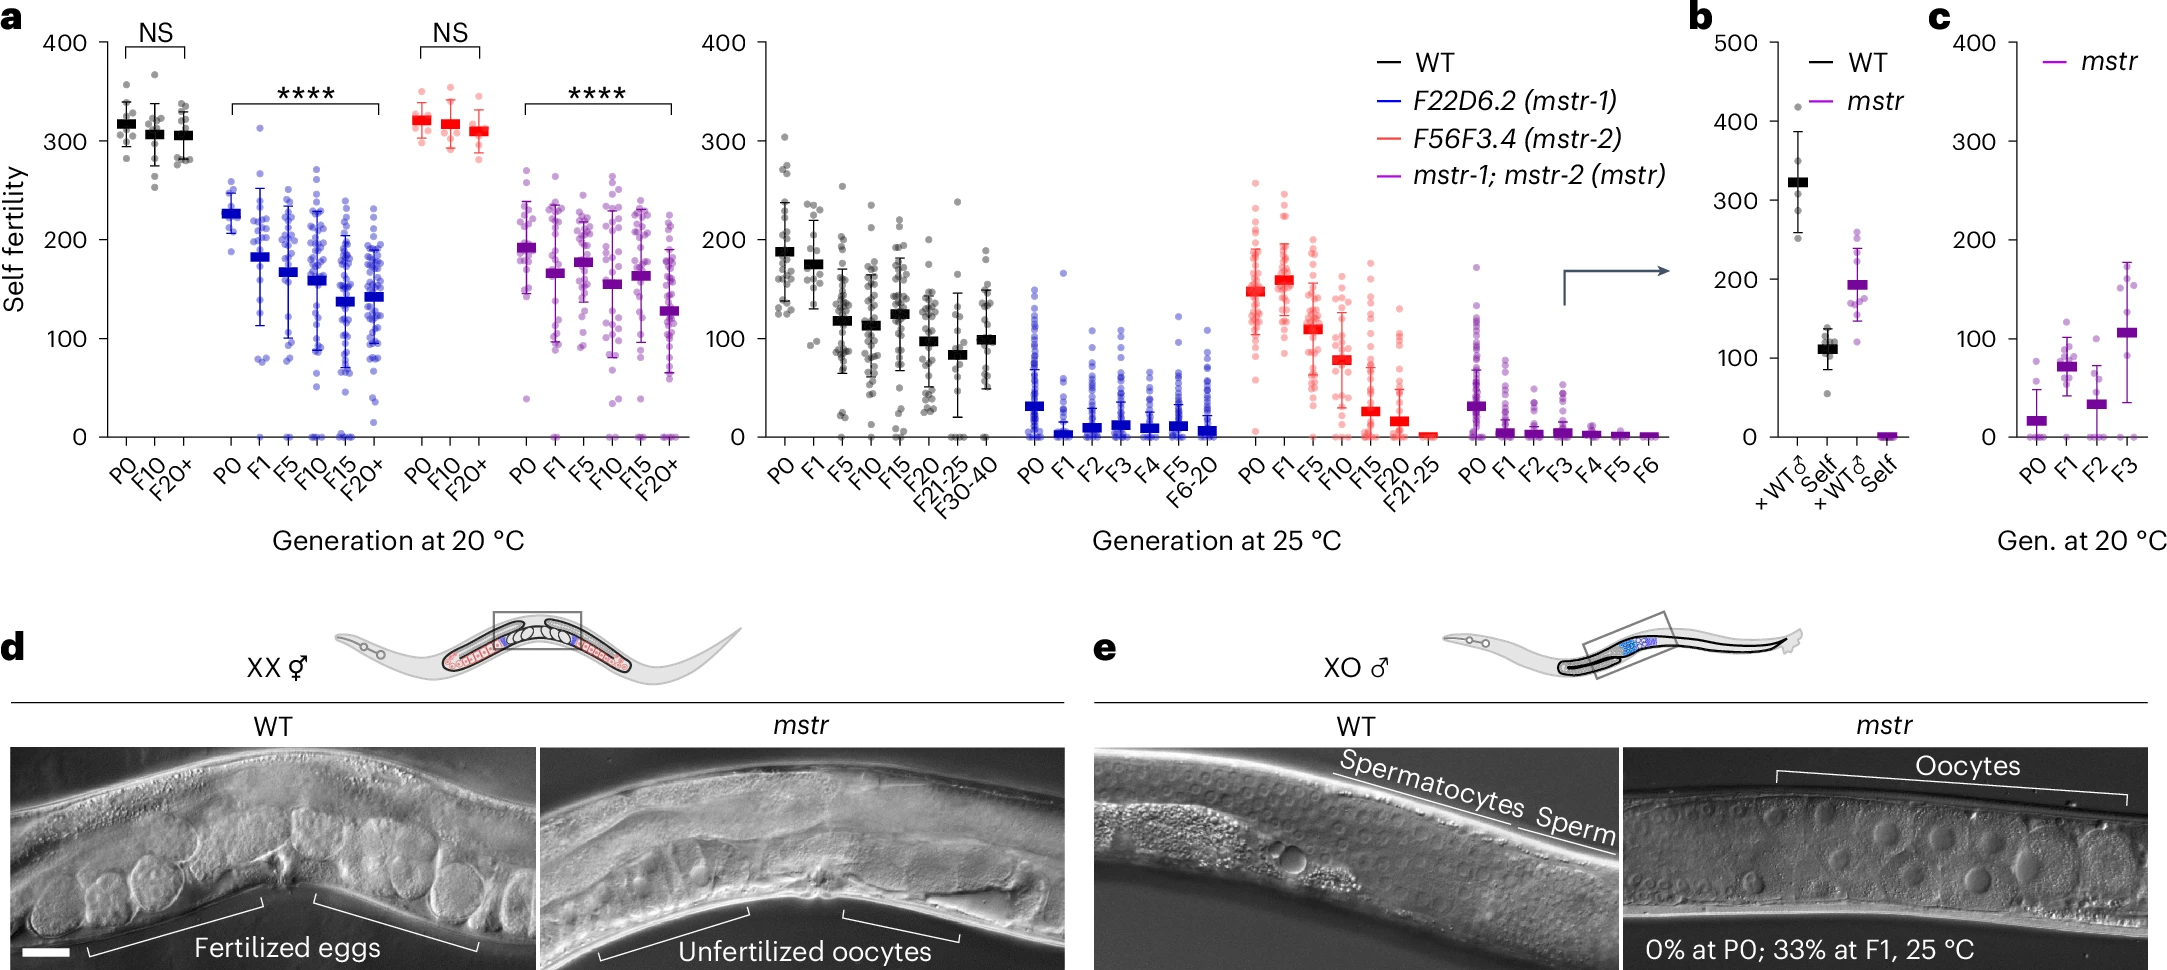 a
NS
NS
****
****
Self fertility
400
300
200
100
0
P0 F10 F20+ P0 F1 F5 F10 F15 F20+ P0 F10 F20+ P0 F1 F5 F10 F15 F20+
Generation at 20 °C
400
300
200
100
0
WT
F22D6.2 (mstr-1)
F56F3.4 (mstr-2)
mstr-1; mstr-2 (mstr)
P0 F1 F5 F10 F15 F20 F21-25 F30-40 P0 F1 F2 F3 F4 F5 F6-20 P0 F1 F5 F10 F15 F20 F21-25 P0 F1 F2 F3 F4 F5 F6
Generation at 25 °C
b
500
400
300
200
100
0
WT
mstr
+WT♂ Self +WT♂ Self
c
400
300
200
100
0
mstr
P0 F1 F2 F3
Gen. at 20 °C
d
XX ⚥
WT
mstr
Fertilized eggs
Unfertilized oocytes
e
XO ♂
WT
mstr
Spermatocytes
Sperm
Oocytes
0% at P0; 33% at F1, 25 °C